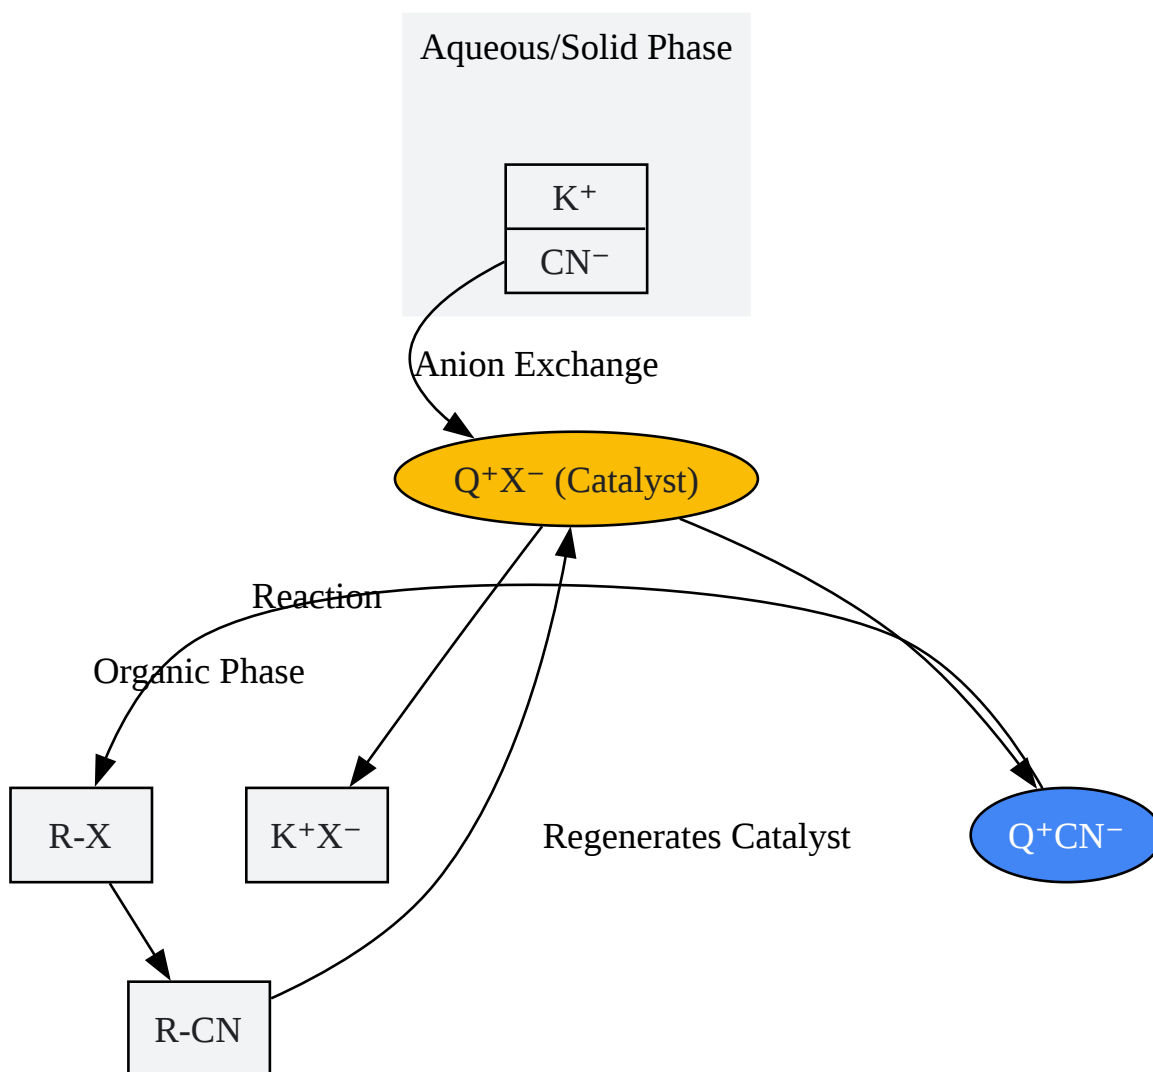 Aqueous/Solid Phase
K⁺
CN⁻
Anion Exchange
Q⁺X⁻ (Catalyst)
Reaction
Organic Phase
R-X
K⁺X⁻
Regenerates Catalyst
Q⁺CN⁻
R-CN